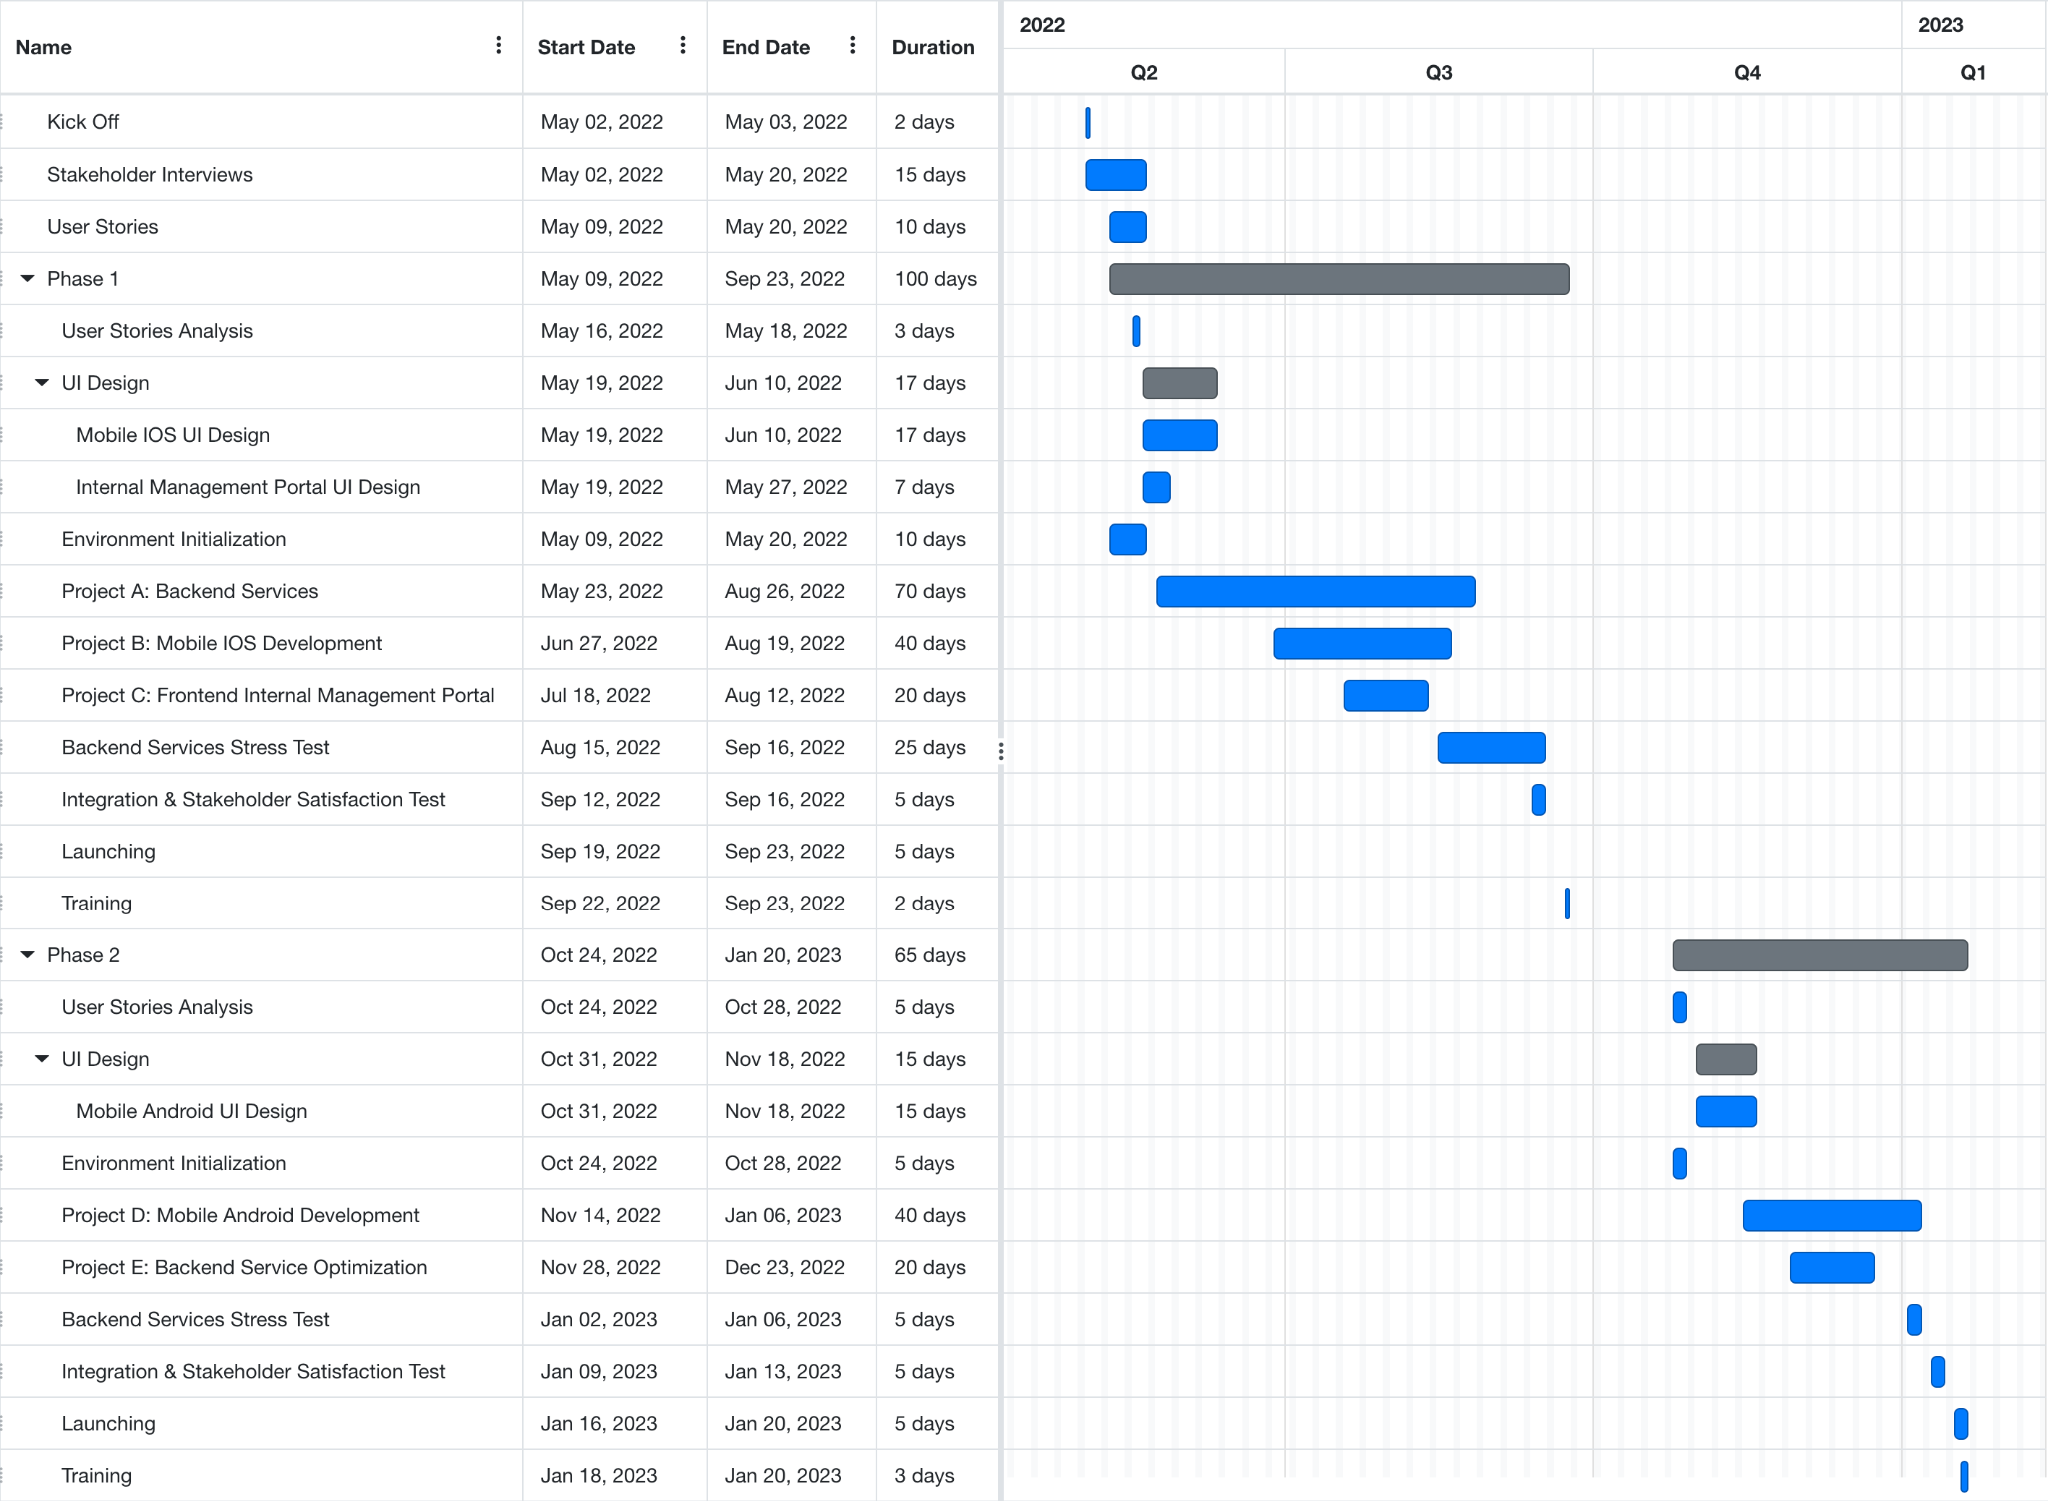 Name Start Date End Date Duration 2022 2023
Q2 Q3 Q4 Q1
Kick Off May 02, 2022 May 03, 2022 2 days
Stakeholder Interviews May 02, 2022 May 20, 2022 15 days
User Stories May 09, 2022 May 20, 2022 10 days
Phase 1 May 09, 2022 Sep 23, 2022 100 days
User Stories Analysis May 16, 2022 May 18, 2022 3 days
UI Design May 19, 2022 Jun 10, 2022 17 days
Mobile IOS UI Design May 19, 2022 Jun 10, 2022 17 days
Internal Management Portal UI Design May 19, 2022 May 27, 2022 7 days
Environment Initialization May 09, 2022 May 20, 2022 10 days
Project A: Backend Services May 23, 2022 Aug 26, 2022 70 days
Project B: Mobile IOS Development Jun 27, 2022 Aug 19, 2022 40 days
Project C: Frontend Internal Management Portal Jul 18, 2022 Aug 12, 2022 20 days
Backend Services Stress Test Aug 15, 2022 Sep 16, 2022 25 days
Integration & Stakeholder Satisfaction Test Sep 12, 2022 Sep 16, 2022 5 days
Launching Sep 19, 2022 Sep 23, 2022 5 days
Training Sep 22, 2022 Sep 23, 2022 2 days
Phase 2 Oct 24, 2022 Jan 20, 2023 65 days
User Stories Analysis Oct 24, 2022 Oct 28, 2022 5 days
UI Design Oct 31, 2022 Nov 18, 2022 15 days
Mobile Android UI Design Oct 31, 2022 Nov 18, 2022 15 days
Environment Initialization Oct 24, 2022 Oct 28, 2022 5 days
Project D: Mobile Android Development Nov 14, 2022 Jan 06, 2023 40 days
Project E: Backend Service Optimization Nov 28, 2022 Dec 23, 2022 20 days
Backend Services Stress Test Jan 02, 2023 Jan 06, 2023 5 days
Integration & Stakeholder Satisfaction Test Jan 09, 2023 Jan 13, 2023 5 days
Launching Jan 16, 2023 Jan 20, 2023 5 days
Training Jan 18, 2023 Jan 20, 2023 3 days